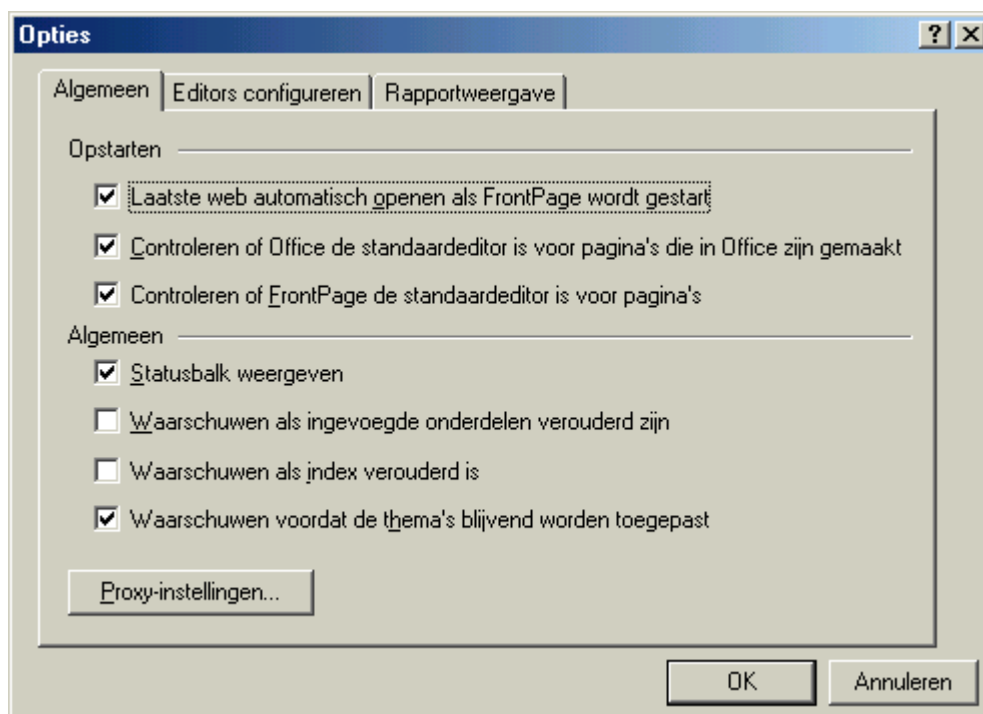 Opties
Algemeen
Editors configureren
Rapportweergave
Opstarten
Laatste web automatisch openen als FrontPage wordt gestart
Controleren of Office de standaardeditor is voor pagina's die in Office zijn gemaakt
Controleren of FrontPage de standaardeditor is voor pagina's
Algemeen
Statusbalk weergeven
Waarschuwen als ingevoegde onderdelen verouderd zijn
Waarschuwen als index verouderd is
Waarschuwen voordat de thema's blijvend worden toegepast
Proxy-instellingen...
OK
Annuleren